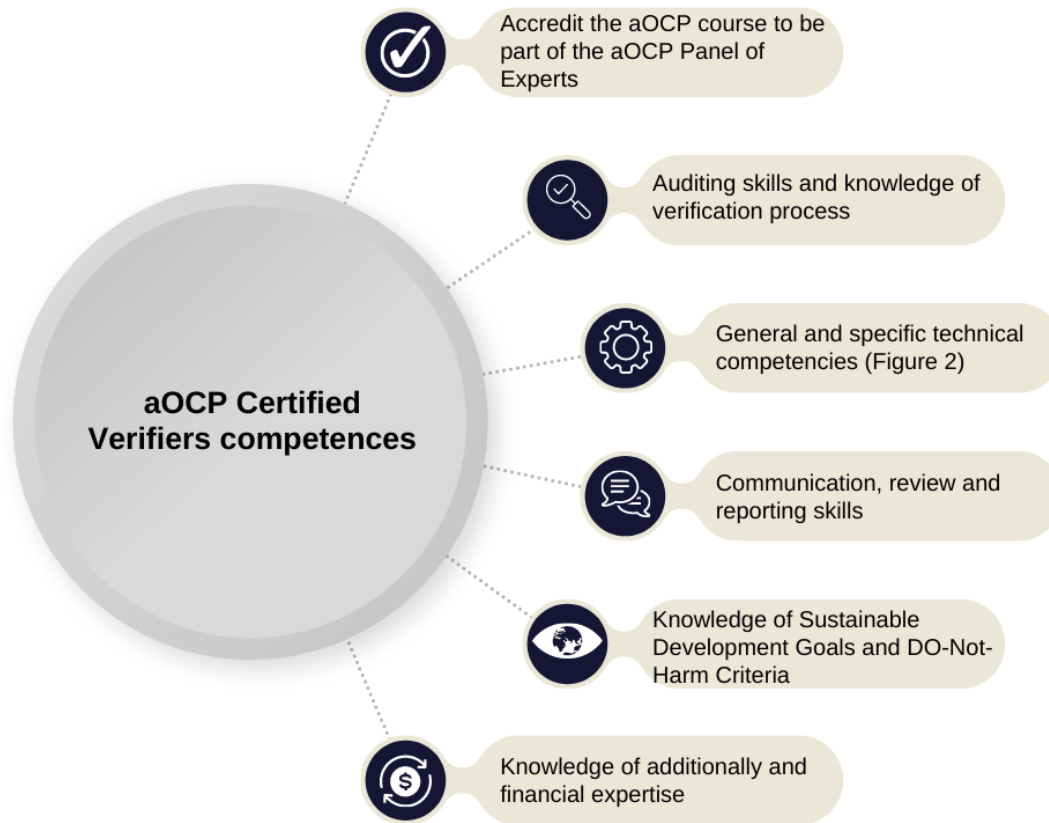 Accredit the aOCP course to be
part of the aOCP Panel of
Experts
Auditing skills and knowledge of
verification process
General and specific technical
competencies (Figure 2)
aOCP Certified
Verifiers competences
Communication, review and
reporting skills
Knowledge of Sustainable
Development Goals and DO-Not-
Harm Criteria
Knowledge of additionally and
financial expertise